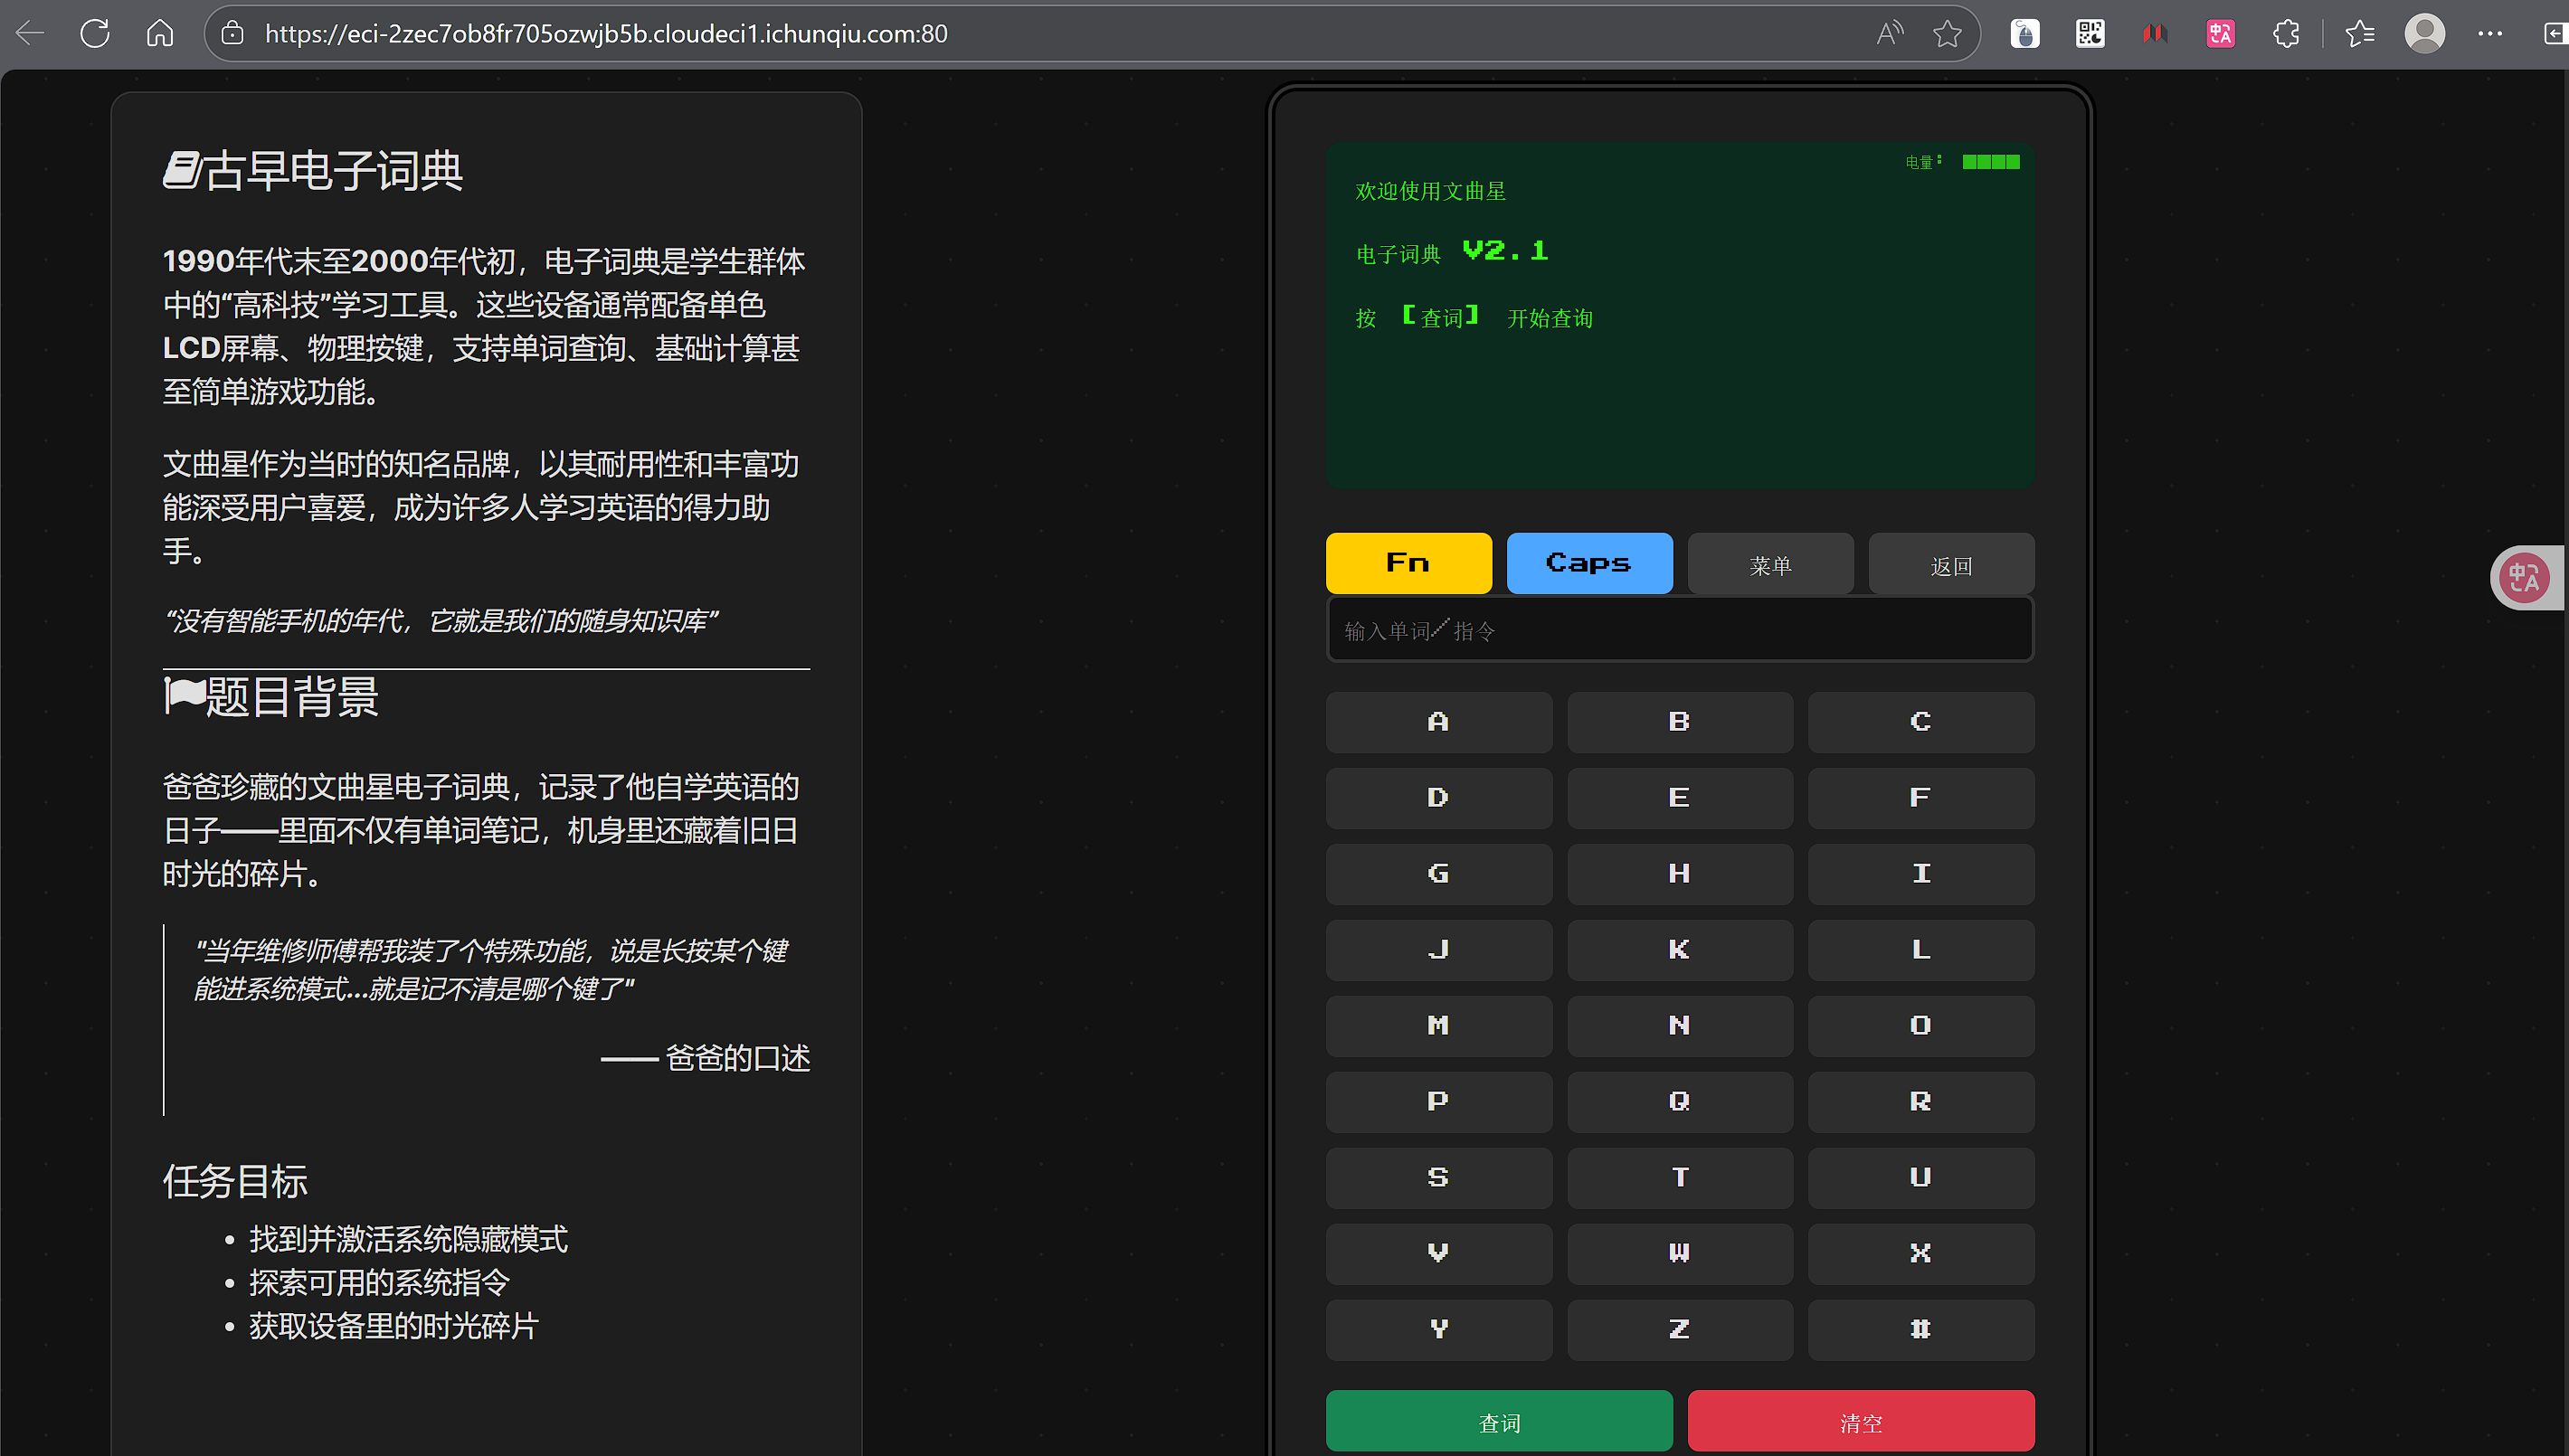 https://eci-2zec7ob8fr705ozwjb5b.cloudeci1.ichunqiu.com:80
古早电子词典
1990年代末至2000年代初，电子词典是学生群体
中的“高科技”学习工具。这些设备通常配备单色
LCD屏幕、物理按键，支持单词查询、基础计算甚
至简单游戏功能。
文曲星作为当时的知名品牌，以其耐用性和丰富功
能深受用户喜爱，成为许多人学习英语的得力助
手。
“没有智能手机的年代，它就是我们的随身知识库”
题目背景
爸爸珍藏的文曲星电子词典，记录了他自学英语的
日子——里面不仅有单词笔记，机身里还藏着旧日
时光的碎片。
"当年维修师傅帮我装了个特殊功能，说是长按某个键
能进系统模式...就是记不清是哪个键了"
—— 爸爸的口述
任务目标
• 找到并激活系统隐藏模式
• 探索可用的系统指令
• 获取设备里的时光碎片
电量：
欢迎使用文曲星
电子词典 V2.1
按 [查词] 开始查询
Fn Caps 菜单 返回
输入单词/指令
A B C
D E F
G H I
J K L
M N O
P Q R
S T U
V W X
Y Z #
查词 清空